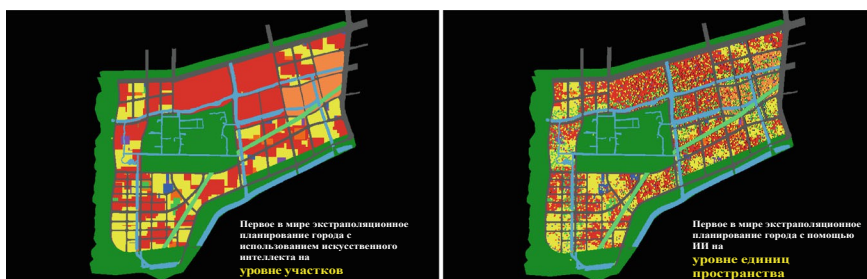 Первое в мире экстраполяционное
планирование города с
использованием искусственного
интеллекта на
уровне участков
Первое в мире экстраполяционное
планирование города с помощью
ИИ на
уровне единиц
пространства